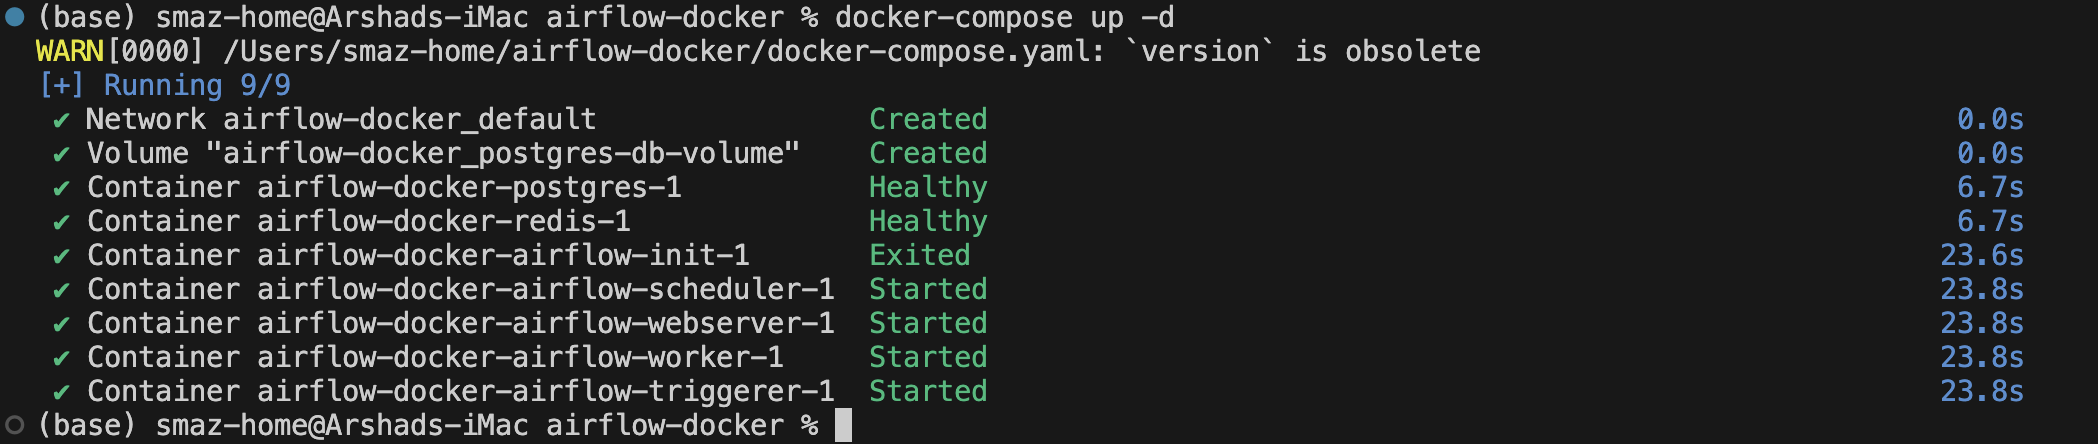 (base) smaz-home@Arshads-iMac airflow-docker % docker-compose up -d
WARN[0000] /Users/smaz-home/airflow-docker/docker-compose.yaml: `version` is obsolete
[+] Running 9/9
✔ Network airflow-docker_default Created 0.0s
✔ Volume "airflow-docker_postgres-db-volume" Created 0.0s
✔ Container airflow-docker-postgres-1 Healthy 6.7s
✔ Container airflow-docker-redis-1 Healthy 6.7s
✔ Container airflow-docker-airflow-init-1 Exited 23.6s
✔ Container airflow-docker-airflow-scheduler-1 Started 23.8s
✔ Container airflow-docker-airflow-webserver-1 Started 23.8s
✔ Container airflow-docker-airflow-worker-1 Started 23.8s
✔ Container airflow-docker-airflow-triggerer-1 Started 23.8s
(base) smaz-home@Arshads-iMac airflow-docker %